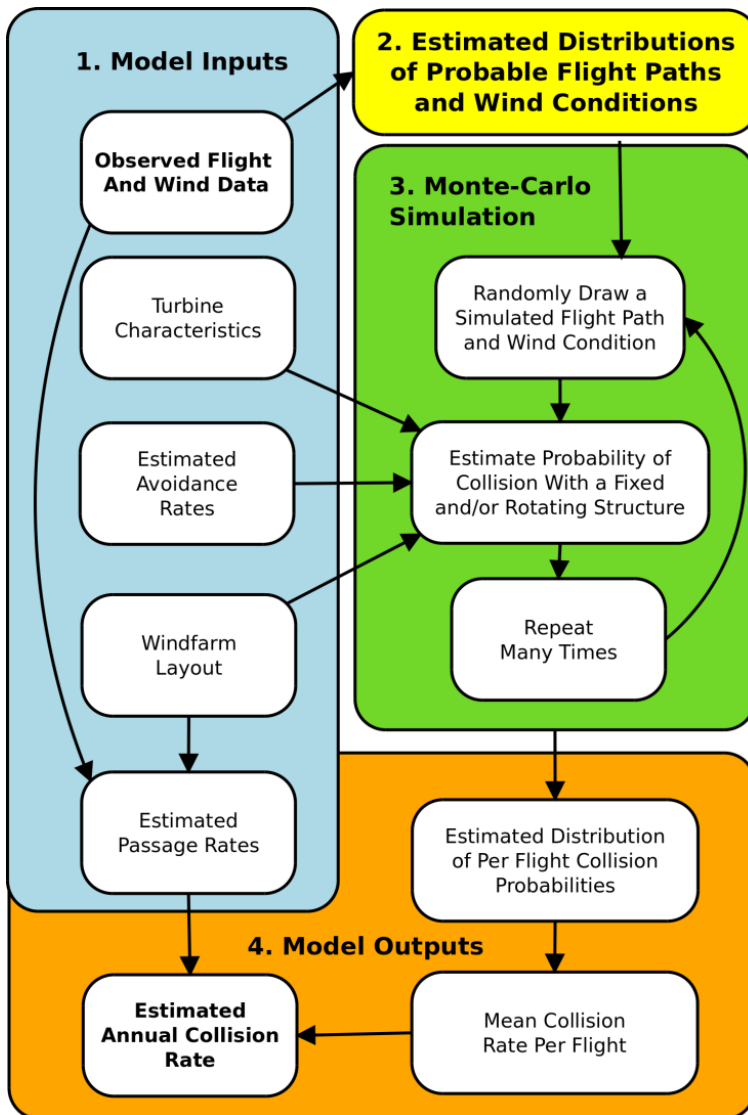 1. Model Inputs
Observed Flight
And Wind Data
Turbine
Characteristics
Estimated
Avoidance
Rates
Windfarm
Layout
Estimated
Passage Rates
2. Estimated Distributions
of Probable Flight Paths
and Wind Conditions
3. Monte-Carlo
Simulation
Randomly Draw a
Simulated Flight Path
and Wind Condition
Estimate Probability of
Collision With a Fixed
and/or Rotating Structure
Repeat
Many Times
4. Model Outputs
Estimated Distribution
of Per Flight Collision
Probabilities
Mean Collision
Rate Per Flight
Estimated
Annual Collision
Rate